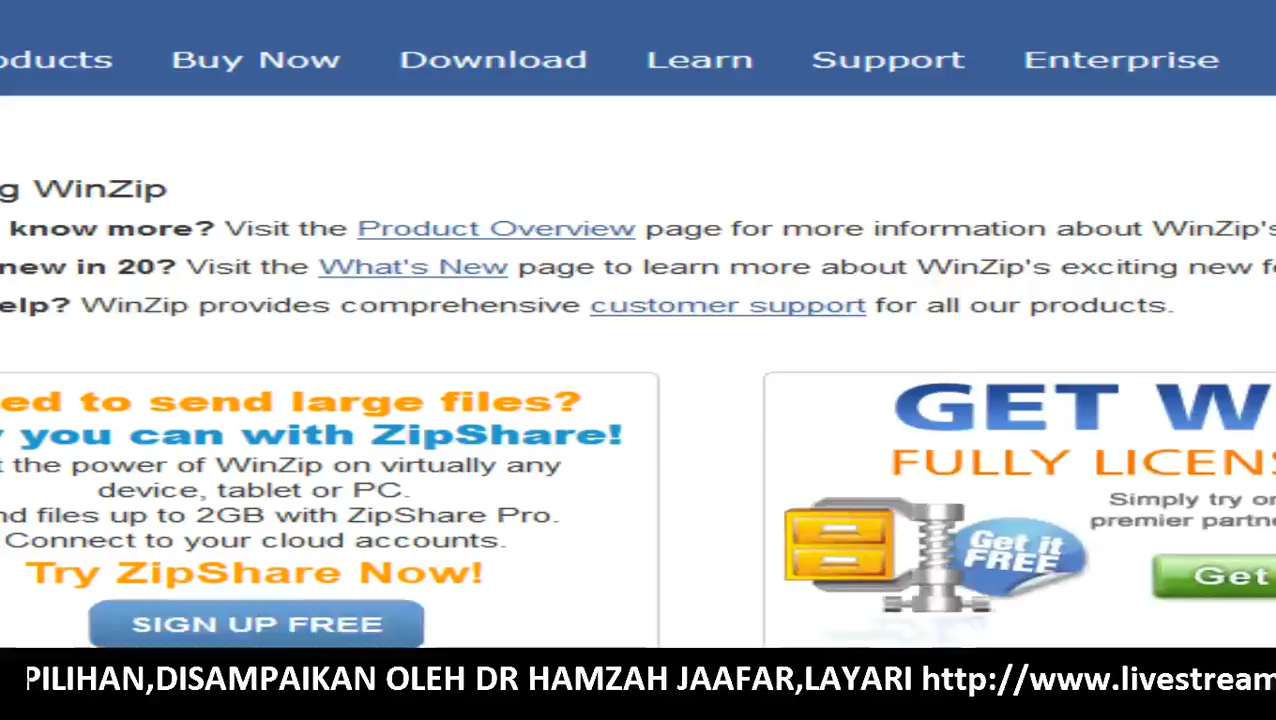 oducts Buy Now Download Learn Support Enterprise
g WinZip
know more? Visit the Product Overview page for more information about WinZip's
new in 20? Visit the What's New page to learn more about WinZip's exciting new fe
elp? WinZip provides comprehensive customer support for all our products.
ed to send large files?
y you can with ZipShare!
t the power of WinZip on virtually any
device, tablet or PC.
nd files up to 2GB with ZipShare Pro.
Connect to your cloud accounts.
Try ZipShare Now!
SIGN UP FREE
GET W
FULLY LICENS
Simply try or
premier partne
Get it
FREE
Get
PILIHAN,DISAMPAIKAN OLEH DR HAMZAH JAAFAR,LAYARI http://www.livestream